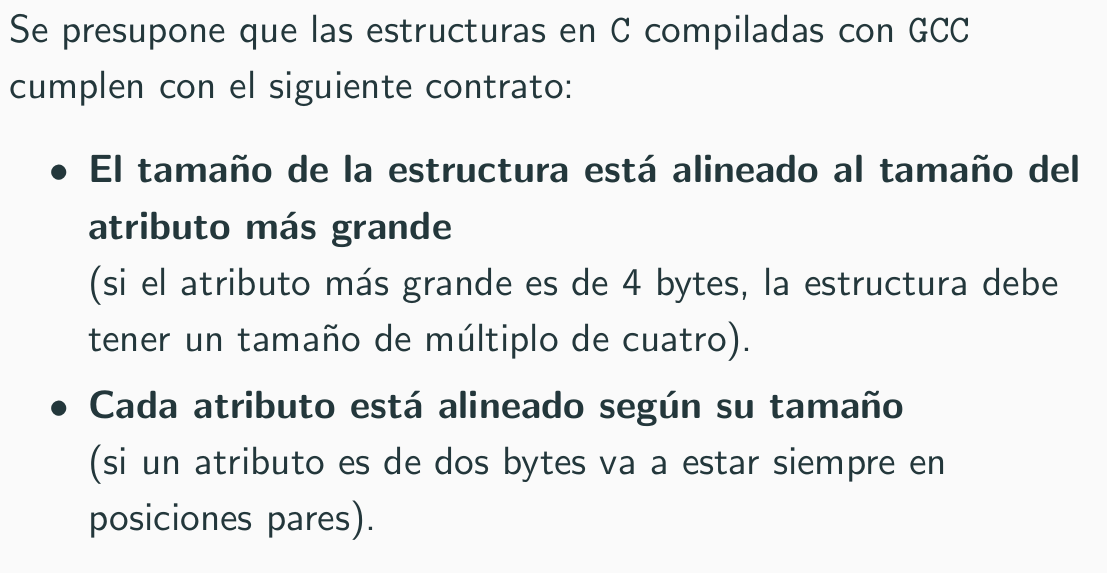 Se presupone que las estructuras en C compiladas con GCC
cumplen con el siguiente contrato:
• El tamaño de la estructura está alineado al tamaño del
atributo más grande
(si el atributo más grande es de 4 bytes, la estructura debe
tener un tamaño de múltiplo de cuatro).
• Cada atributo está alineado según su tamaño
(si un atributo es de dos bytes va a estar siempre en
posiciones pares).